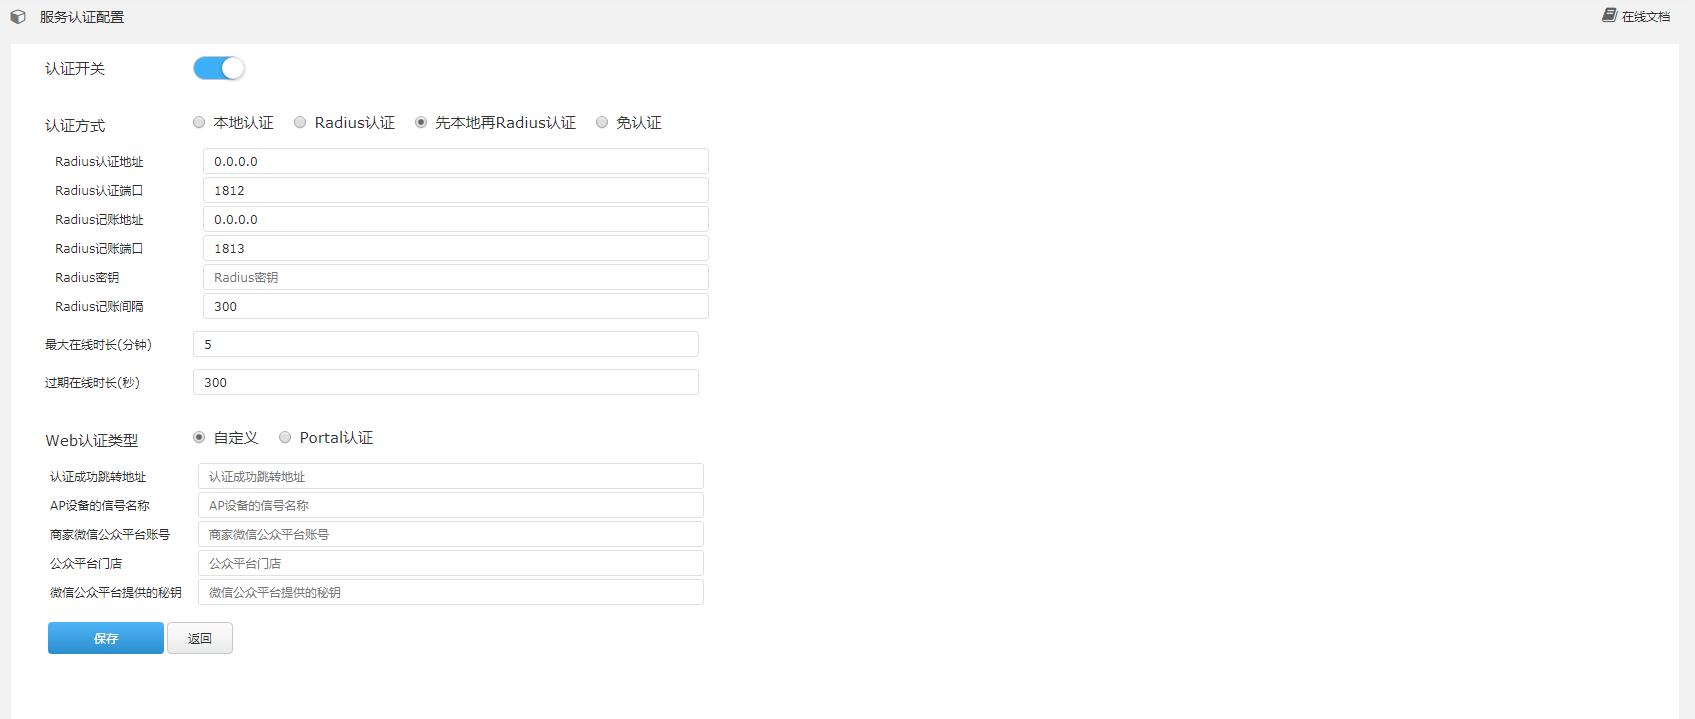 服务认证配置
在线文档
认证开关
认证方式 本地认证 Radius认证 先本地再Radius认证 免认证
Radius认证地址 0.0.0.0
Radius认证端口 1812
Radius记账地址 0.0.0.0
Radius记账端口 1813
Radius密钥 Radius密钥
Radius记账间隔 300
最大在线时长(分钟) 5
过期在线时长(秒) 300
Web认证类型 自定义 Portal认证
认证成功跳转地址 认证成功跳转地址
AP设备的信号名称 AP设备的信号名称
商家微信公众平台账号 商家微信公众平台账号
公众平台门店 公众平台门店
微信公众平台提供的秘钥 微信公众平台提供的秘钥
保存 返回